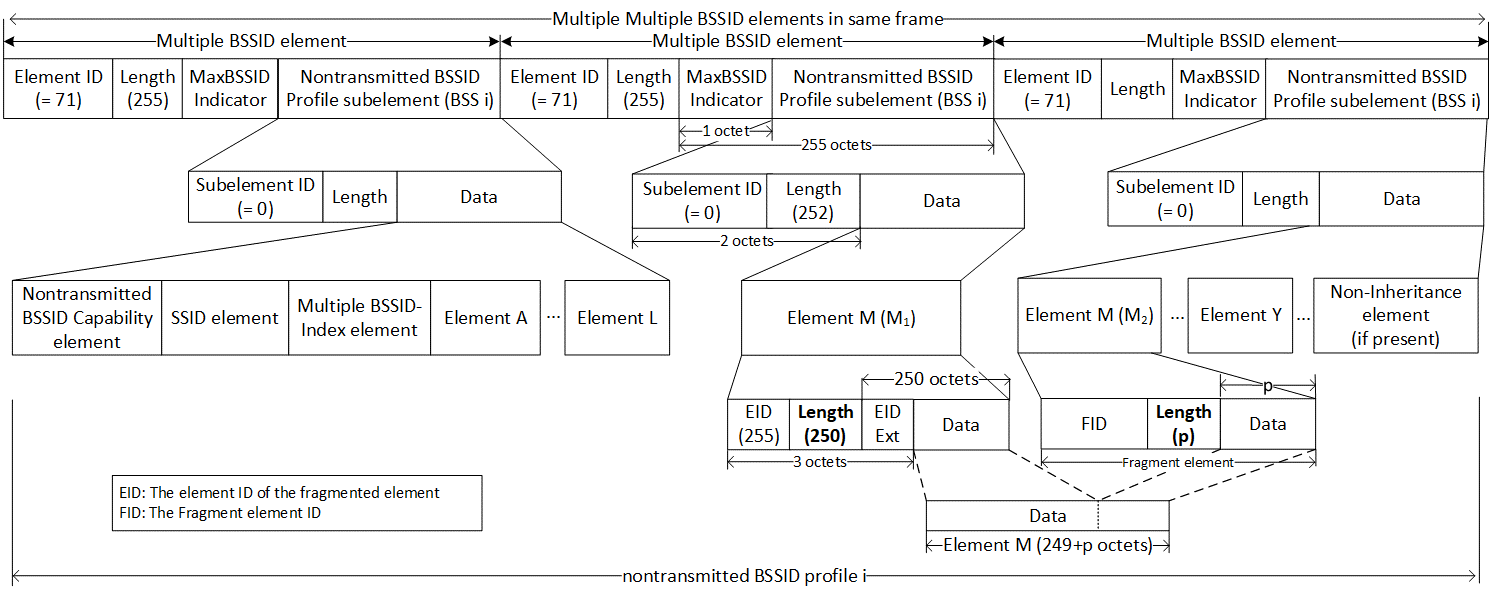 Multiple Multiple BSSID elements in same frame
Multiple BSSID element
Multiple BSSID element
Multiple BSSID element
Element ID
(= 71)
Length
(255)
MaxBSSID
Indicator
Nontransmitted BSSID
Profile subelement (BSS i)
Element ID
(= 71)
Length
(255)
MaxBSSID
Indicator
Nontransmitted BSSID
Profile subelement (BSS i)
Element ID
(= 71)
Length
MaxBSSID
Indicator
Nontransmitted BSSID
Profile subelement (BSS i)
1 octet
255 octets
Subelement ID
(= 0)
Length
Data
Subelement ID
(= 0)
Length
(252)
Data
Subelement ID
(= 0)
Length
Data
2 octets
Nontransmitted
BSSID Capability
element
SSID element
Multiple BSSID-
Index element
Element A
...
Element L
Element M (M1)
Element M (M2)
...
Element Y
...
Non-Inheritance
element
(if present)
250 octets
p
EID
(255)
Length
(250)
EID
Ext
Data
FID
Length
(p)
Data
3 octets
Fragment element
EID: The element ID of the fragmented element
FID: The Fragment element ID
Data
Element M (249+p octets)
nontransmitted BSSID profile i